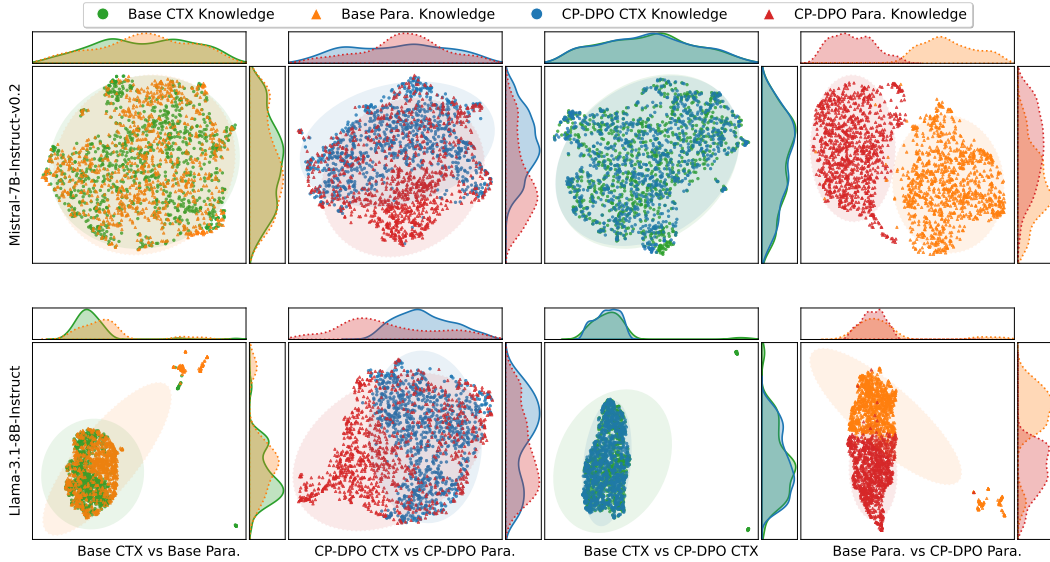 Base CTX Knowledge
Base Para. Knowledge
CP-DPO CTX Knowledge
CP-DPO Para. Knowledge
Mistral-7B-Instruct-v0.2
Llama-3.1-8B-Instruct
Base CTX vs Base Para.
CP-DPO CTX vs CP-DPO Para.
Base CTX vs CP-DPO CTX
Base Para. vs CP-DPO Para.